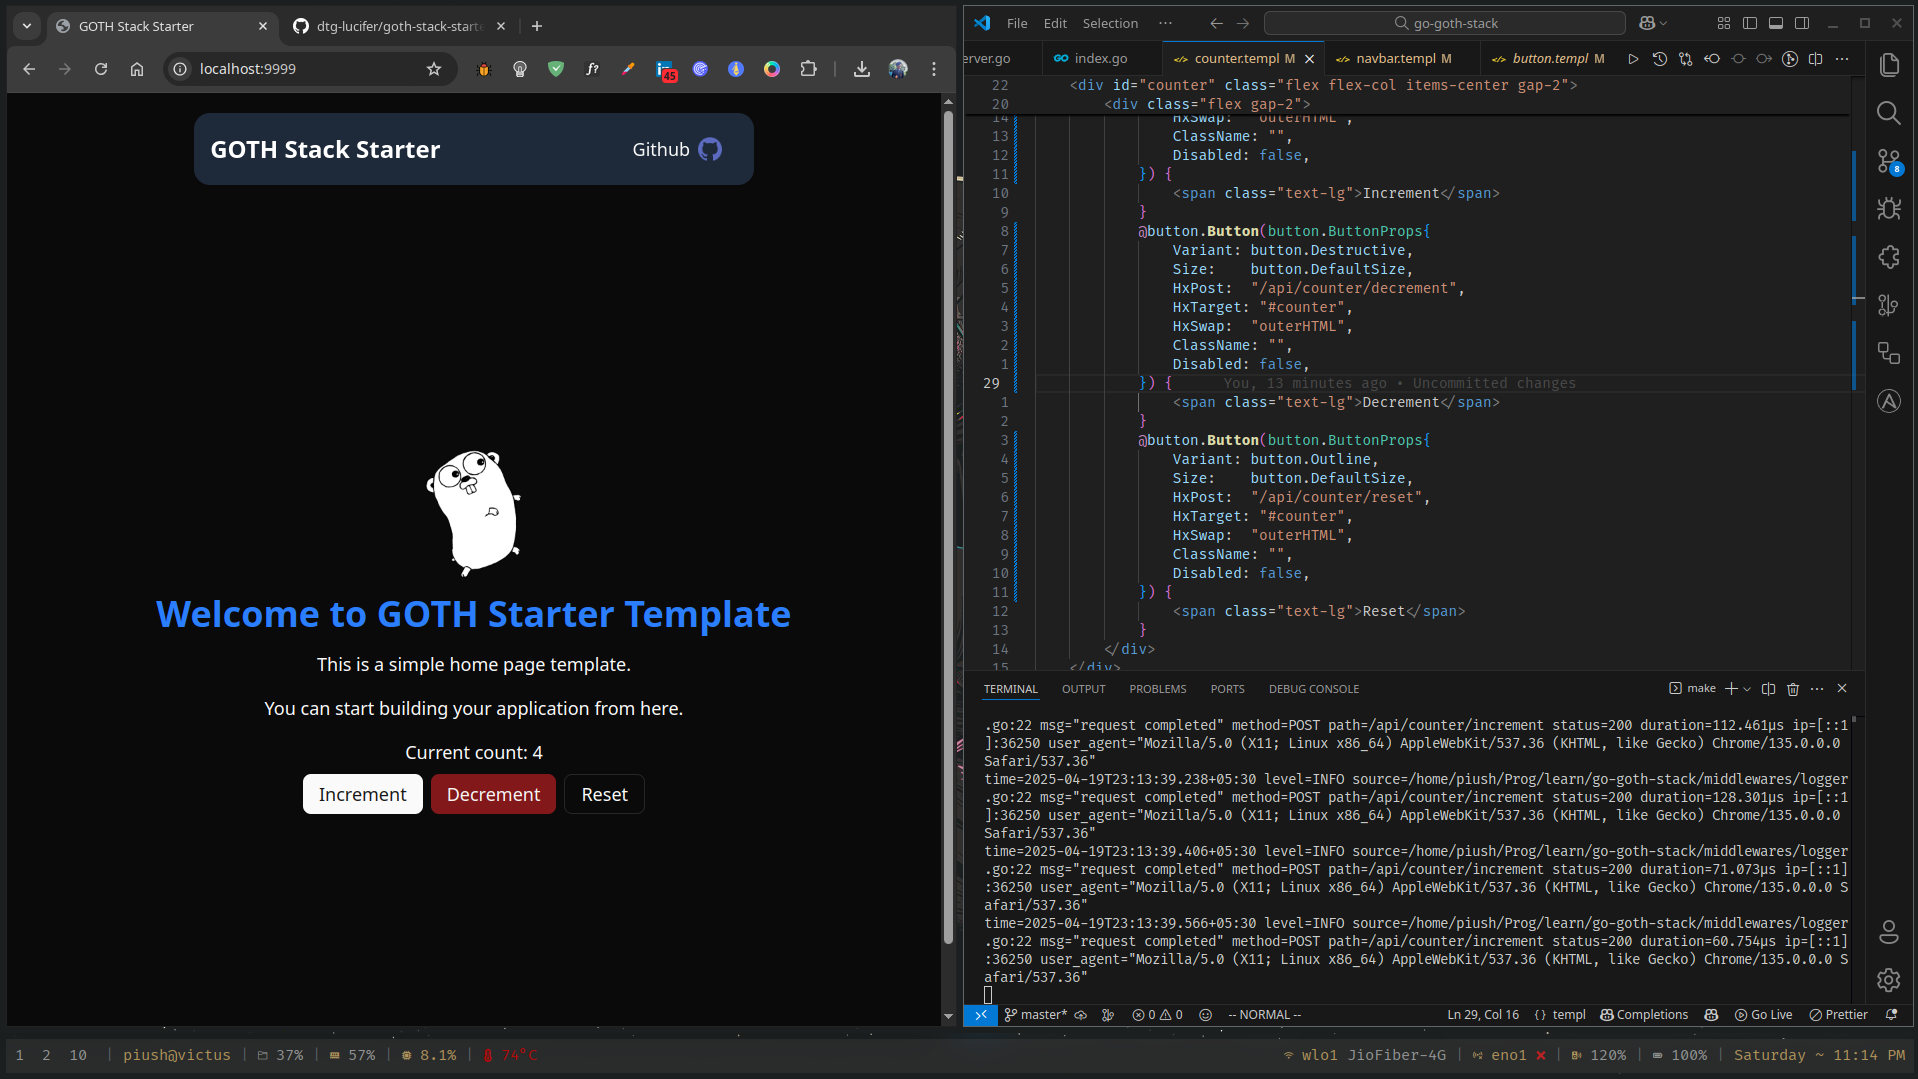 GOTH Stack Starter
dtg-lucifer/goth-stack-starte
localhost:9999
f?
45
GOTH Stack Starter
Github
Welcome to GOTH Starter Template
This is a simple home page template.
You can start building your application from here.
Current count: 4
Increment
Decrement
Reset
File Edit Selection ···
go-goth-stack
erver.go
index.go
counter.templ M
navbar.templ M
button.templ M
22 <div id="counter" class="flex flex-col items-center gap-2">
20 <div class="flex gap-2">
14 HxSwap: "outerHTML",
13 ClassName: "",
12 Disabled: false,
11 }) {
10 <span class="text-lg">Increment</span>
9 }
8 @button.Button(button.ButtonProps{
7 Variant: button.Destructive,
6 Size: button.DefaultSize,
5 HxPost: "/api/counter/decrement",
4 HxTarget: "#counter",
3 HxSwap: "outerHTML",
2 ClassName: "",
1 Disabled: false,
29 }) { You, 13 minutes ago • Uncommitted changes
1 <span class="text-lg">Decrement</span>
2 }
3 @button.Button(button.ButtonProps{
4 Variant: button.Outline,
5 Size: button.DefaultSize,
6 HxPost: "/api/counter/reset",
7 HxTarget: "#counter",
8 HxSwap: "outerHTML",
9 ClassName: "",
10 Disabled: false,
11 }) {
12 <span class="text-lg">Reset</span>
13 }
14 </div>
15 </div>
8
TERMINAL OUTPUT PROBLEMS PORTS DEBUG CONSOLE
make
.go:22 msg="request completed" method=POST path=/api/counter/increment status=200 duration=112.461µs ip=[::1
]:36250 user_agent="Mozilla/5.0 (X11; Linux x86_64) AppleWebKit/537.36 (KHTML, like Gecko) Chrome/135.0.0.0
Safari/537.36"
time=2025-04-19T23:13:39.238+05:30 level=INFO source=/home/piush/Prog/learn/go-goth-stack/middlewares/logger
.go:22 msg="request completed" method=POST path=/api/counter/increment status=200 duration=128.301µs ip=[::1
]:36250 user_agent="Mozilla/5.0 (X11; Linux x86_64) AppleWebKit/537.36 (KHTML, like Gecko) Chrome/135.0.0.0
Safari/537.36"
time=2025-04-19T23:13:39.406+05:30 level=INFO source=/home/piush/Prog/learn/go-goth-stack/middlewares/logger
.go:22 msg="request completed" method=POST path=/api/counter/increment status=200 duration=71.073µs ip=[::1]
:36250 user_agent="Mozilla/5.0 (X11; Linux x86_64) AppleWebKit/537.36 (KHTML, like Gecko) Chrome/135.0.0.0 S
afari/537.36"
time=2025-04-19T23:13:39.566+05:30 level=INFO source=/home/piush/Prog/learn/go-goth-stack/middlewares/logger
.go:22 msg="request completed" method=POST path=/api/counter/increment status=200 duration=60.754µs ip=[::1]
:36250 user_agent="Mozilla/5.0 (X11; Linux x86_64) AppleWebKit/537.36 (KHTML, like Gecko) Chrome/135.0.0.0 S
afari/537.36"
master* 0 0 -- NORMAL -- Ln 29, Col 16 {} templ Completions Go Live Prettier
1 2 10 | piush@victus | 37% | 57% | 8.1% | 74°C
wlo1 JioFiber-4G | eno1 | 120% | 100% | Saturday ~ 11:14 PM